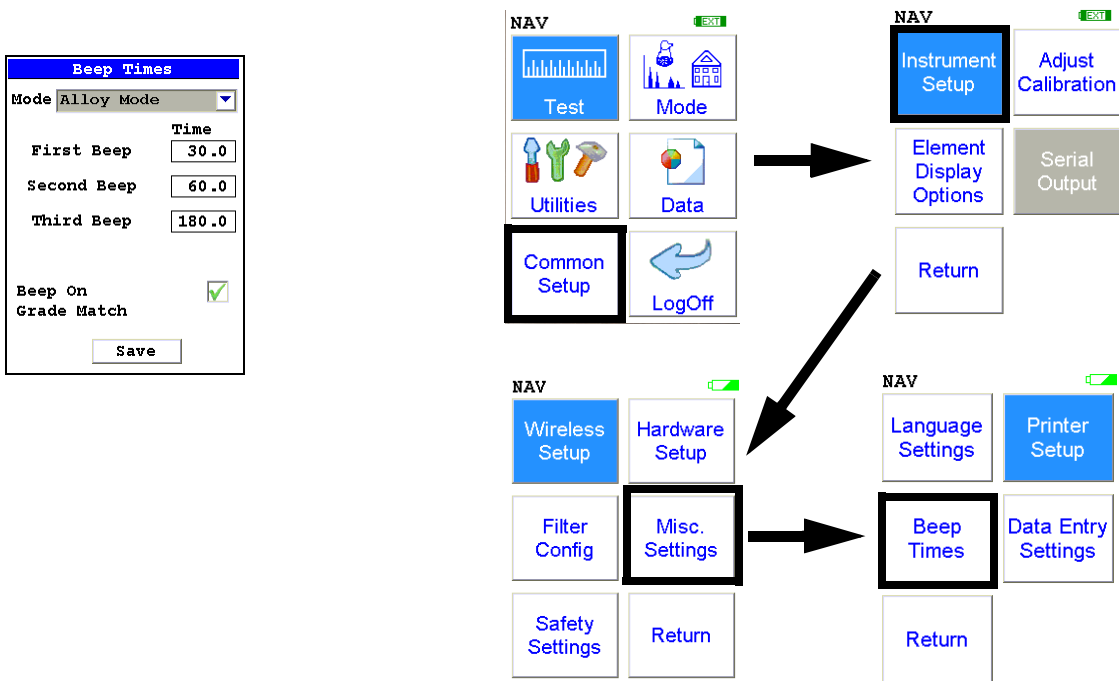 Beep Times
Mode Alloy Mode
Time
First Beep 30.0
Second Beep 60.0
Third Beep 180.0
Beep On
Grade Match
Save
NAV
EXT
Test
Mode
Utilities
Data
Common
Setup
LogOff
NAV
EXT
Instrument
Setup
Adjust
Calibration
Element
Display
Options
Serial
Output
Return
NAV
Wireless
Setup
Hardware
Setup
Filter
Config
Misc.
Settings
Safety
Settings
Return
NAV
Language
Settings
Printer
Setup
Beep
Times
Data Entry
Settings
Return